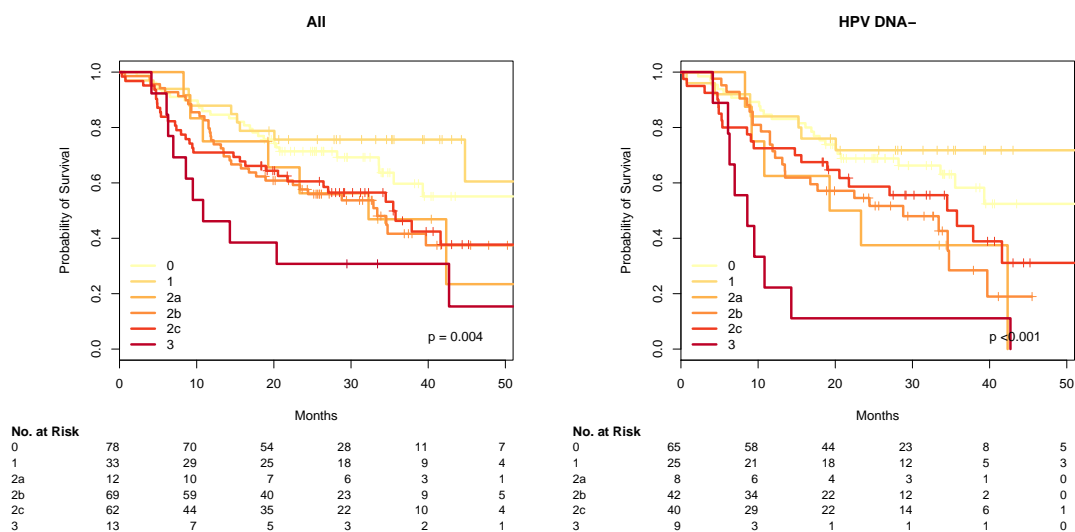 All
Probability of Survival
1.0
0.8
0.6
0.4
0.2
0.0
0
1
2a
2b
2c
3
p = 0.004
0 10 20 30 40 50
Months
No. at Risk
0 78 70 54 28 11 7
1 33 29 25 18 9 4
2a 12 10 7 6 3 1
2b 69 59 40 23 9 5
2c 62 44 35 22 10 4
3 13 7 5 3 2 1
HPV DNA−
Probability of Survival
1.0
0.8
0.6
0.4
0.2
0.0
0
1
2a
2b
2c
3
p <0.001
0 10 20 30 40 50
Months
No. at Risk
0 65 58 44 23 8 5
1 25 21 18 12 5 3
2a 8 6 4 3 1 0
2b 42 34 22 12 2 0
2c 40 29 22 14 6 1
3 9 3 1 1 1 0